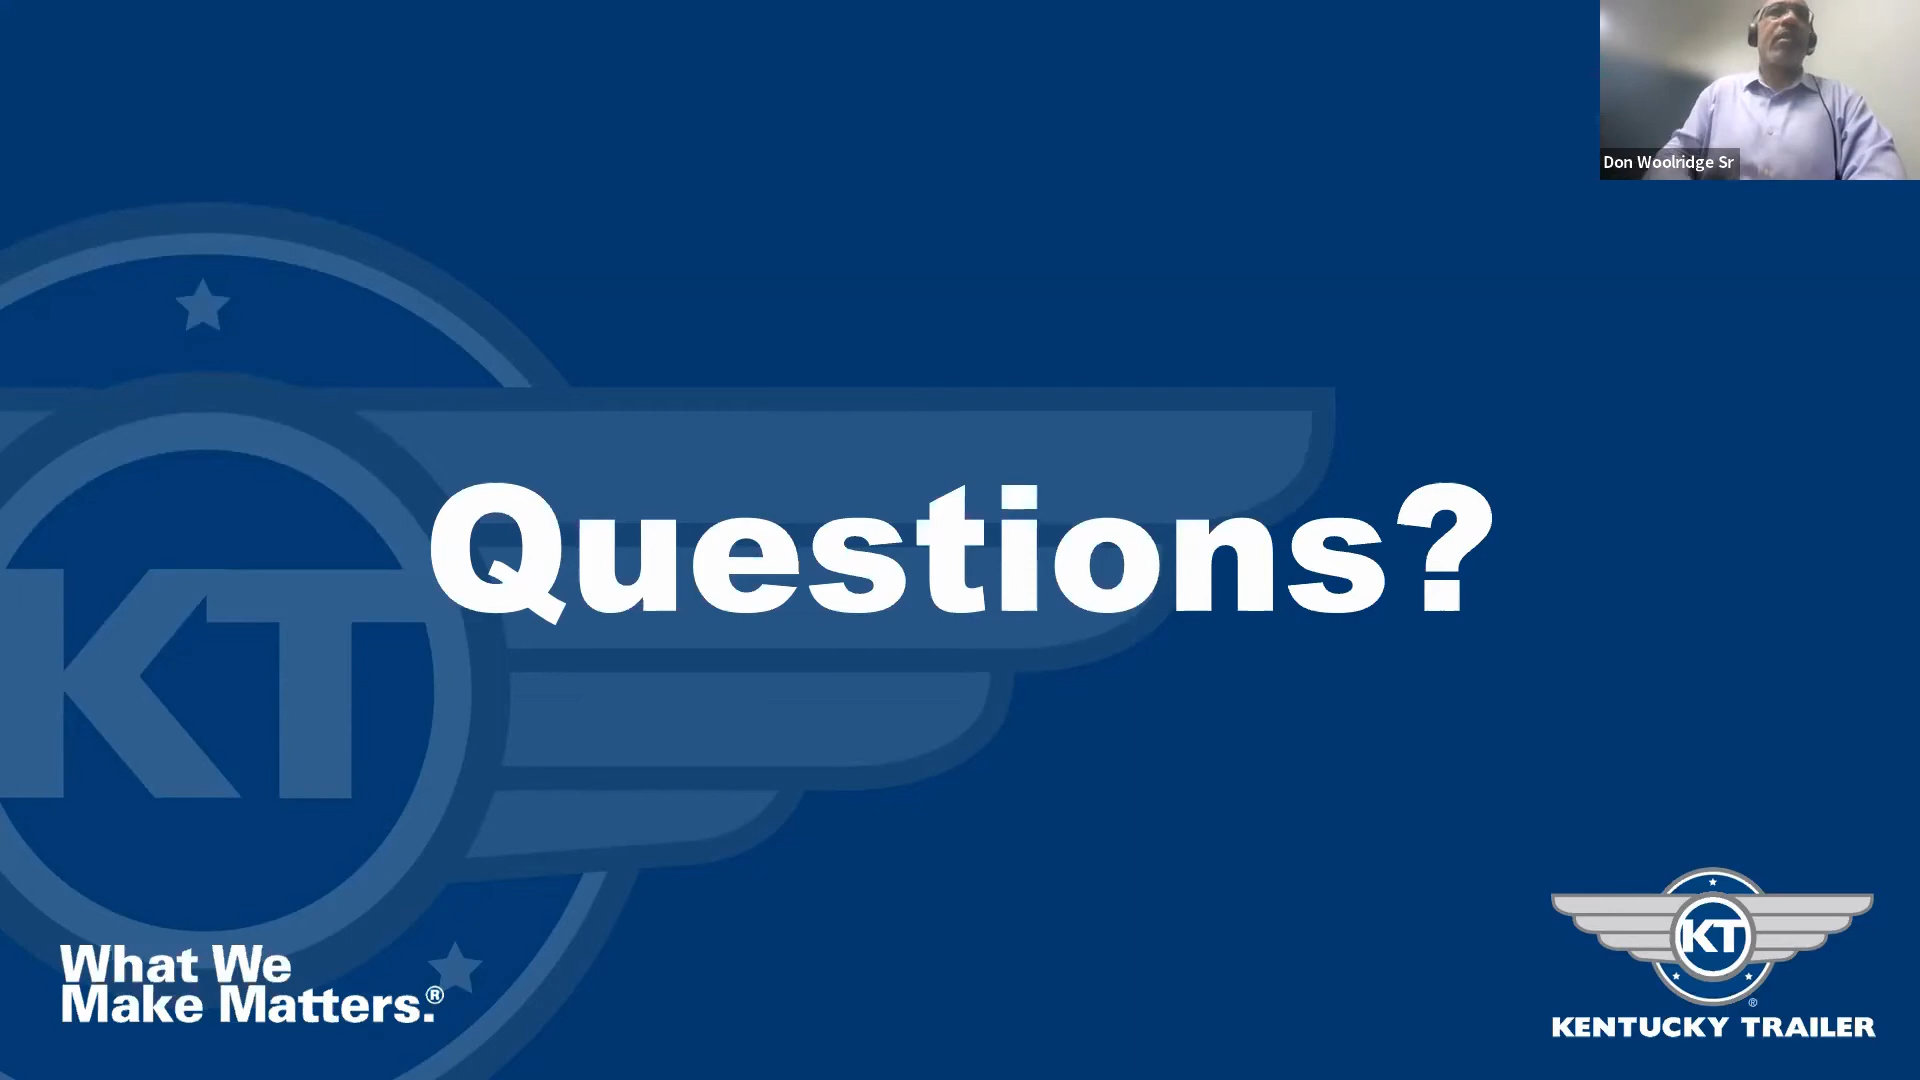 Don Woolridge Sr
KT
Questions?
What We
Make Matters.®
KT
®
KENTUCKY TRAILER